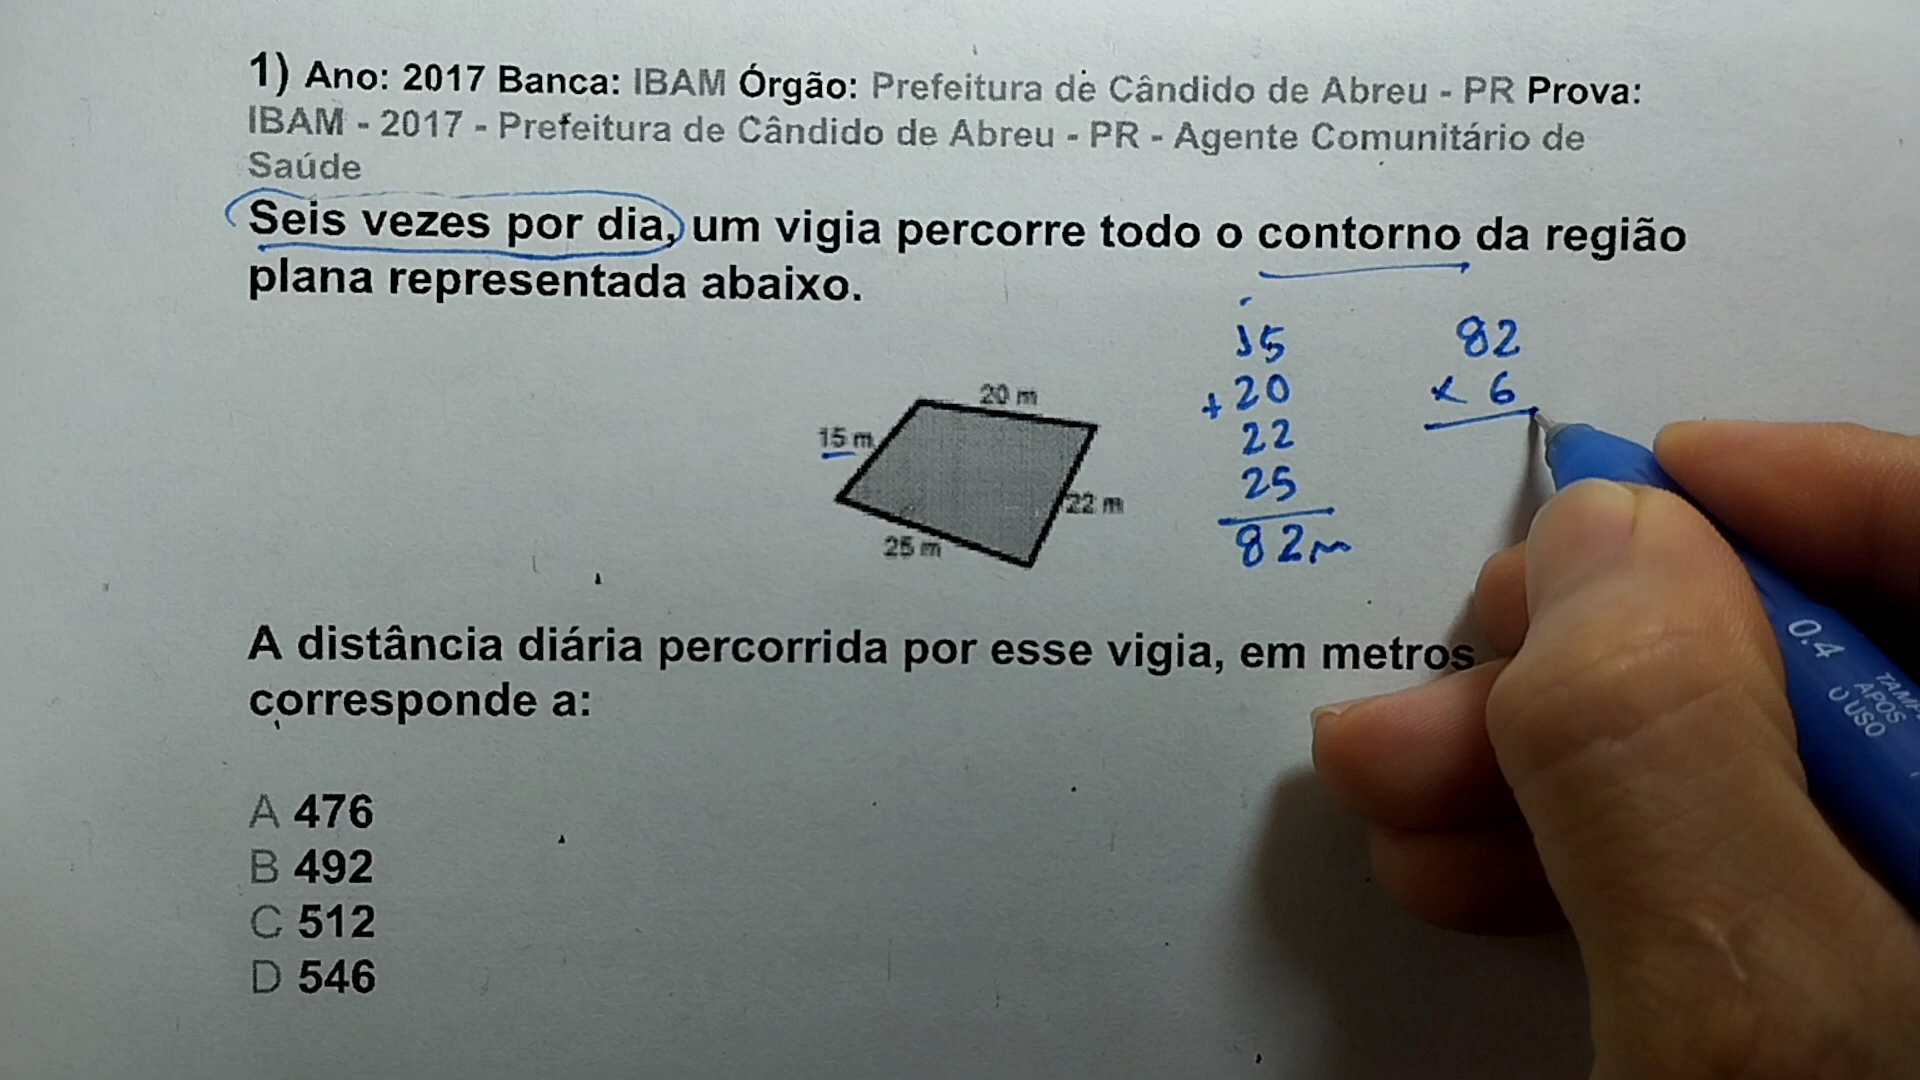 1) Ano: 2017 Banca: IBAM Órgão: Prefeitura de Cândido de Abreu - PR Prova:
IBAM - 2017 - Prefeitura de Cândido de Abreu - PR - Agente Comunitário de
Saúde
Seis vezes por dia, um vigia percorre todo o contorno da região
plana representada abaixo.
20 m
15 m
22 m
25 m
15
+ 20
22
25
82m
82
x 6
A distância diária percorrida por esse vigia, em metros
corresponde a:
A 476
B 492
C 512
D 546
0.4
APOS
O USO